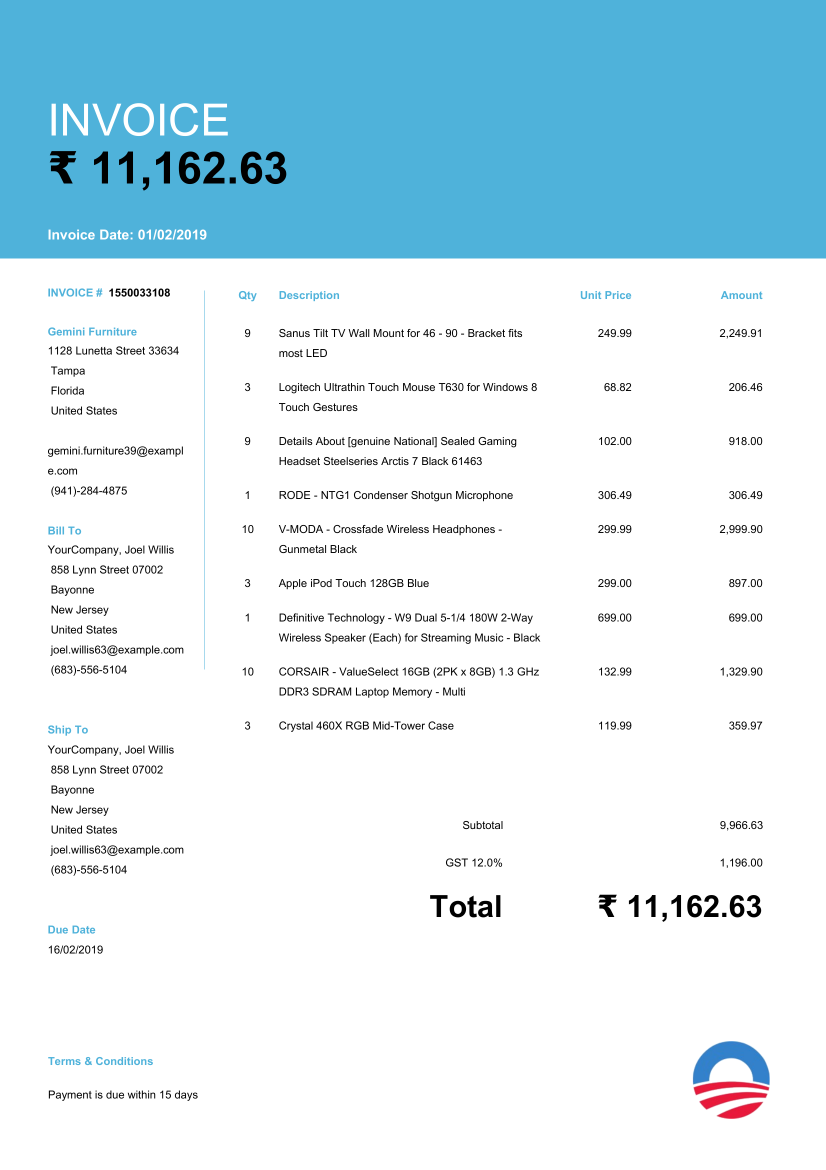 INVOICE
₹ 11,162.63
Invoice Date: 01/02/2019
INVOICE # 1550033108
Gemini Furniture
1128 Lunetta Street 33634
Tampa
Florida
United States
gemini.furniture39@exampl
e.com
(941)-284-4875
Bill To
YourCompany, Joel Willis
858 Lynn Street 07002
Bayonne
New Jersey
United States
joel.willis63@example.com
(683)-556-5104
Ship To
YourCompany, Joel Willis
858 Lynn Street 07002
Bayonne
New Jersey
United States
joel.willis63@example.com
(683)-556-5104
Due Date
16/02/2019
Qty Description Unit Price Amount
9 Sanus Tilt TV Wall Mount for 46 - 90 - Bracket fits 249.99 2,249.91
most LED
3 Logitech Ultrathin Touch Mouse T630 for Windows 8 68.82 206.46
Touch Gestures
9 Details About [genuine National] Sealed Gaming 102.00 918.00
Headset Steelseries Arctis 7 Black 61463
1 RODE - NTG1 Condenser Shotgun Microphone 306.49 306.49
10 V-MODA - Crossfade Wireless Headphones - 299.99 2,999.90
Gunmetal Black
3 Apple iPod Touch 128GB Blue 299.00 897.00
1 Definitive Technology - W9 Dual 5-1/4 180W 2-Way 699.00 699.00
Wireless Speaker (Each) for Streaming Music - Black
10 CORSAIR - ValueSelect 16GB (2PK x 8GB) 1.3 GHz 132.99 1,329.90
DDR3 SDRAM Laptop Memory - Multi
3 Crystal 460X RGB Mid-Tower Case 119.99 359.97
Subtotal 9,966.63
GST 12.0% 1,196.00
Total ₹ 11,162.63
Terms & Conditions
Payment is due within 15 days